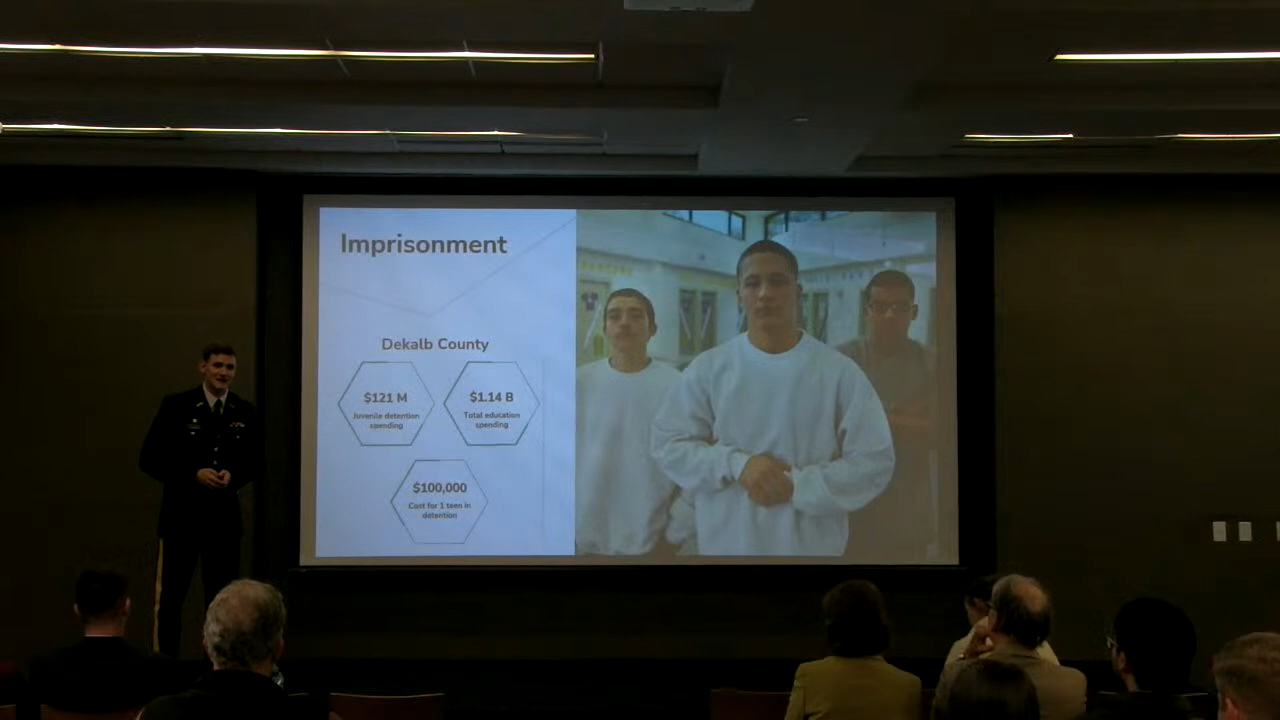 Imprisonment
Dekalb County
$121 M
Juvenile detention
spending
$1.14 B
Total education
spending
$100,000
Cost for 1 teen in
detention